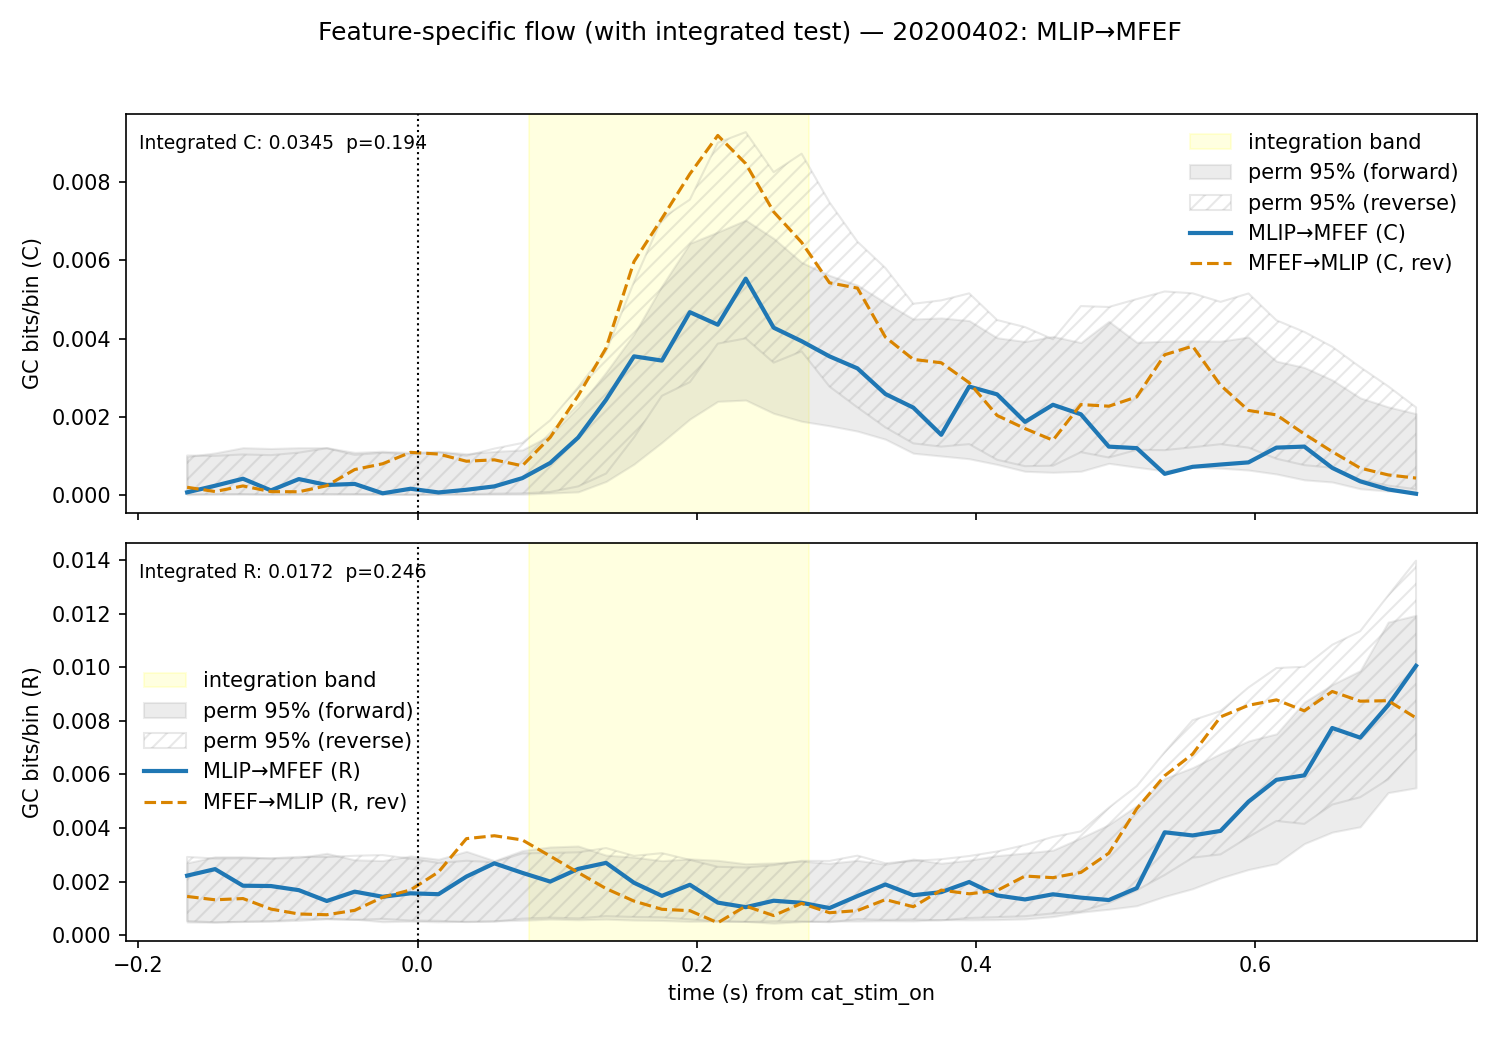 Feature-specific flow (with integrated test) — 20200402: MLIP→MFEF
Integrated C: 0.0345  p=0.194
integration band
perm 95% (forward)
perm 95% (reverse)
MLIP→MFEF (C)
MFEF→MLIP (C, rev)
GC bits/bin (C)
0.008
0.006
0.004
0.002
0.000
Integrated R: 0.0172  p=0.246
integration band
perm 95% (forward)
perm 95% (reverse)
MLIP→MFEF (R)
MFEF→MLIP (R, rev)
GC bits/bin (R)
0.014
0.012
0.010
0.008
0.006
0.004
0.002
0.000
−0.2 0.0 0.2 0.4 0.6
time (s) from cat_stim_on